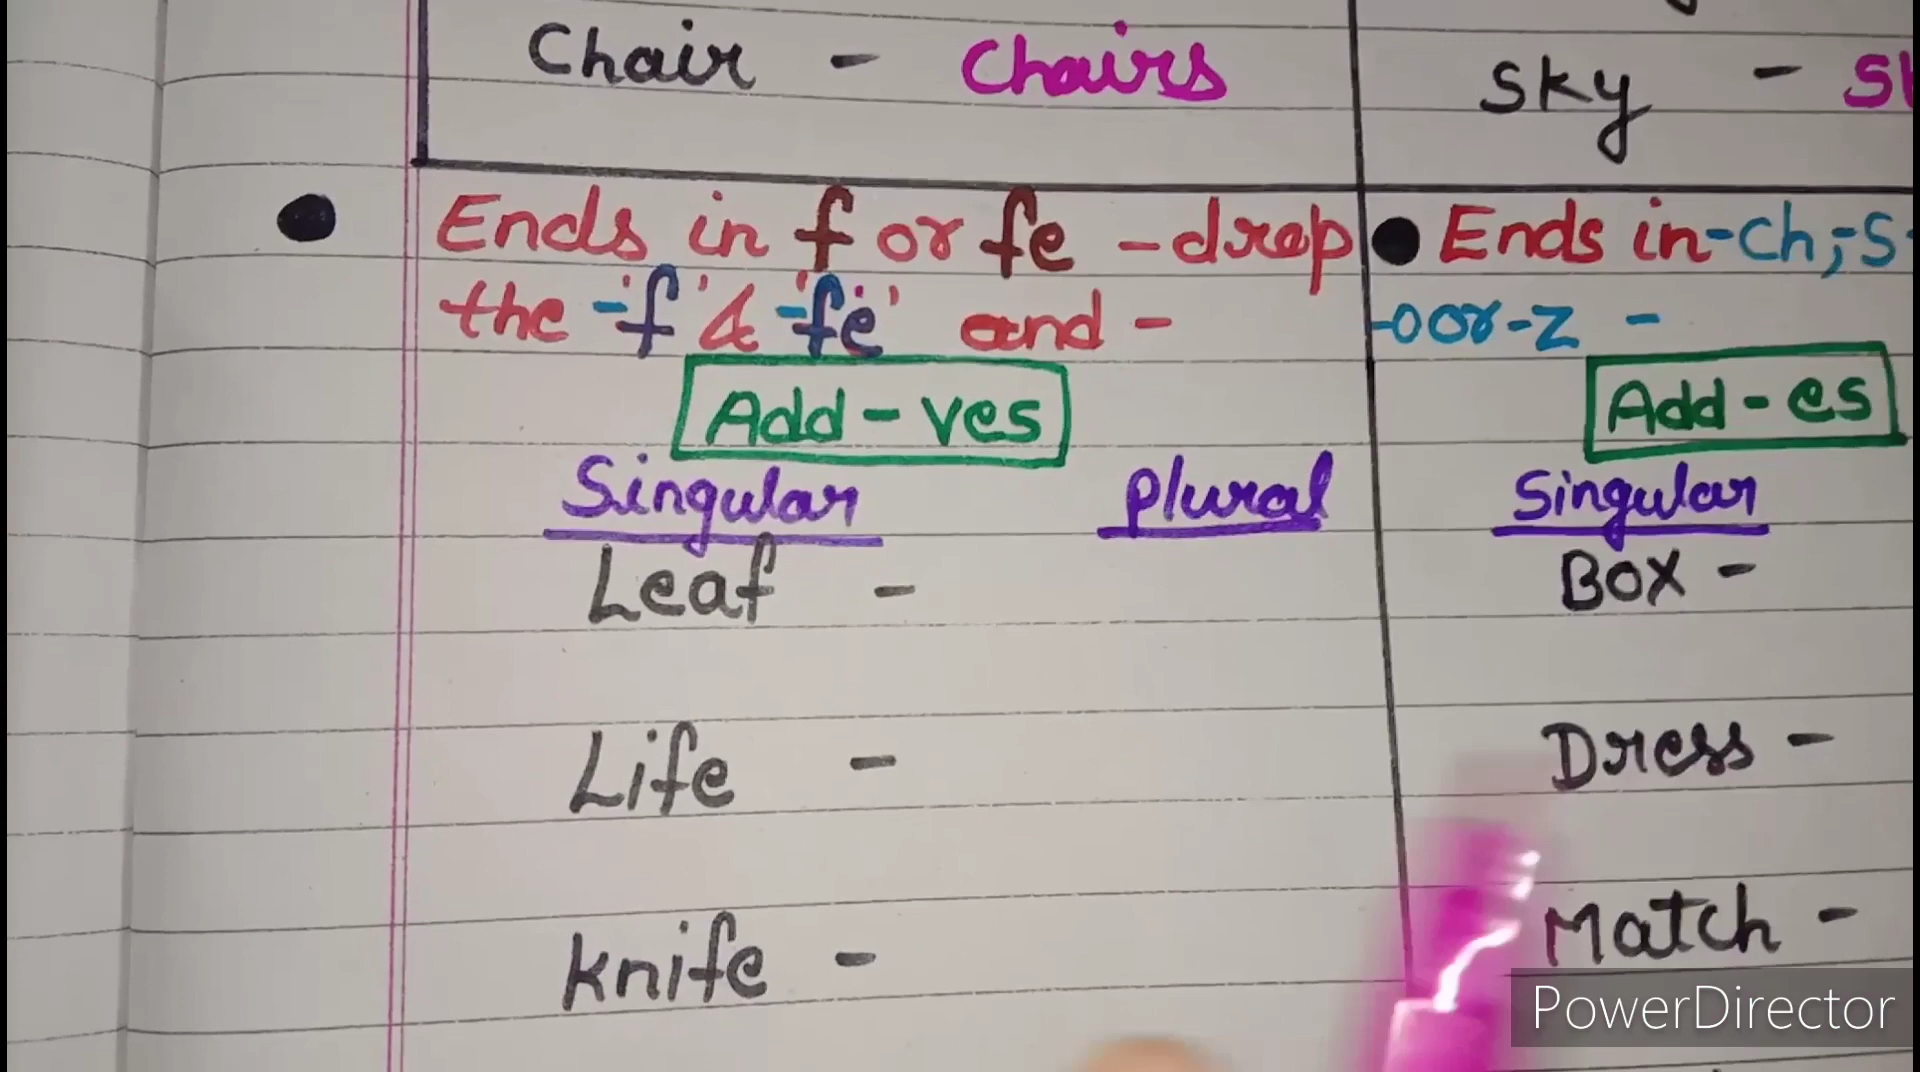 Chair - Chairs
Sky -
Ends in f or fe - drop
the -'f' & -'fe' and -
Add - ves
Singular Plural
Leaf -
Life -
Knife -
Ends in -Ch, -S
-O or -Z -
Add - es
Singular
Box -
Dress -
Match -
PowerDirector